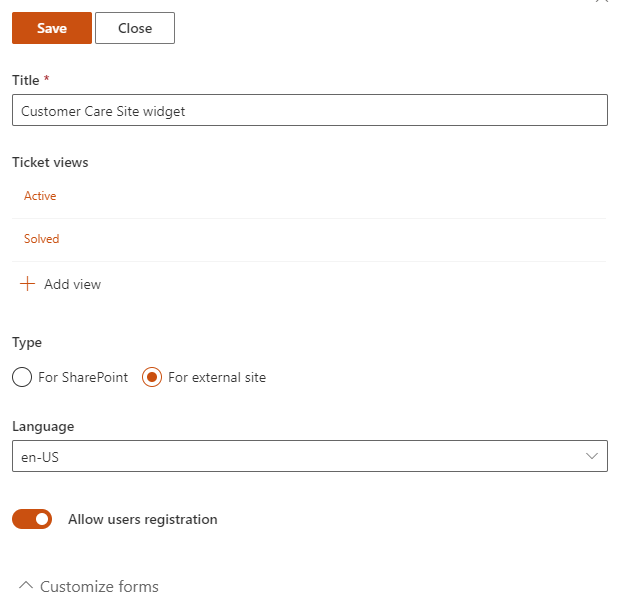 Save Close
Title *
Customer Care Site widget
Ticket views
Active
Solved
Add view
Type
For SharePoint For external site
Language
en-US
Allow users registration
Customize forms